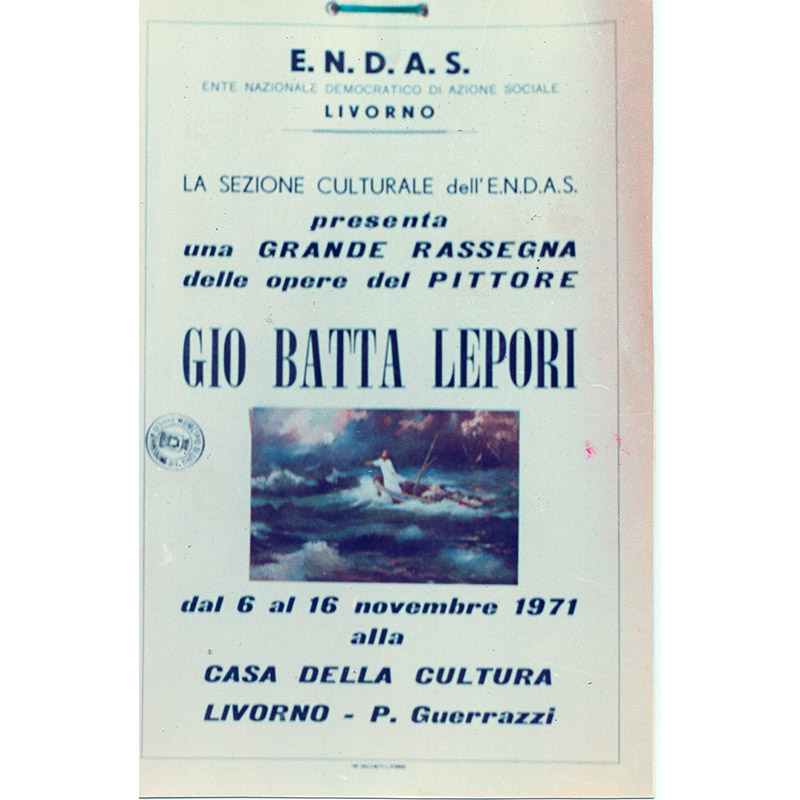 E. N. D. A. S.
ENTE NAZIONALE DEMOCRATICO DI AZIONE SOCIALE
LIVORNO
LA SEZIONE CULTURALE dell'E.N.D.A.S.
presenta
una GRANDE RASSEGNA
delle opere del PITTORE
GIO BATTA LEPORI
dal 6 al 16 novembre 1971
alla
CASA DELLA CULTURA
LIVORNO - P. Guerrazzi